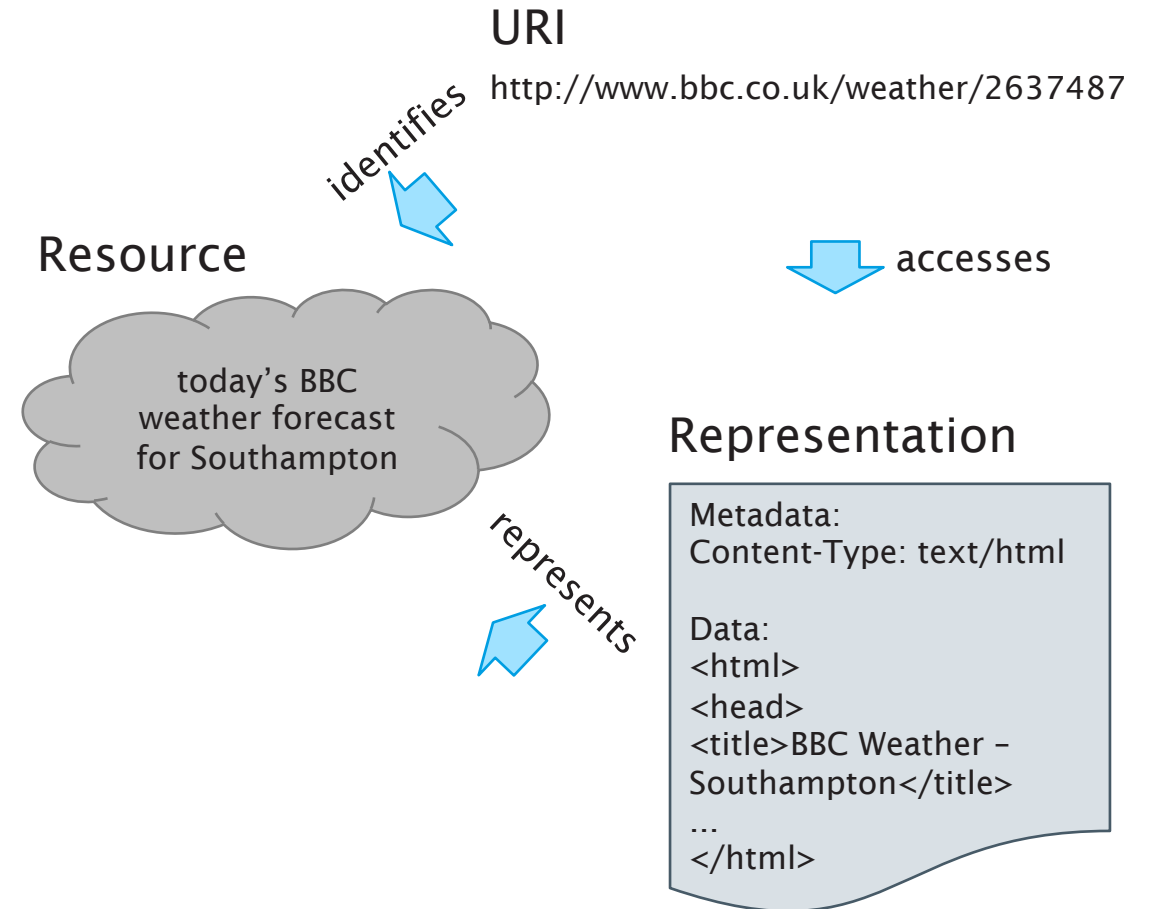 URI
http://www.bbc.co.uk/weather/2637487
identifies
Resource
accesses
today’s BBC
weather forecast
for Southampton
Representation
represents
Metadata:
Content-Type: text/html
Data:
<html>
<head>
<title>BBC Weather –
Southampton</title>
...
</html>